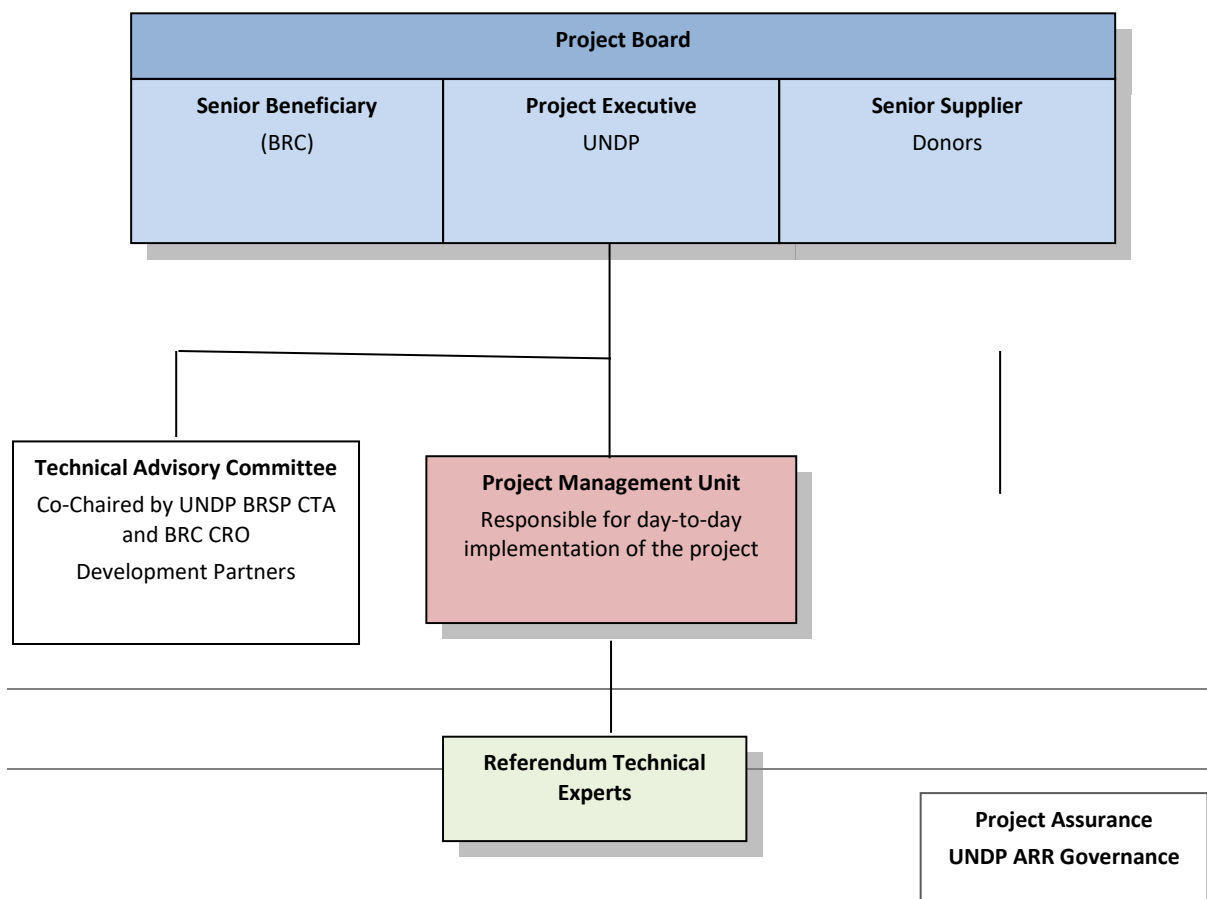 Project Board
Senior Beneficiary
(BRC)
Project Executive
UNDP
Senior Supplier
Donors
Technical Advisory Committee
Co-Chaired by UNDP BRSP CTA
and BRC CRO
Development Partners
Project Management Unit
Responsible for day-to-day
implementation of the project
Referendum Technical
Experts
Project Assurance
UNDP ARR Governance